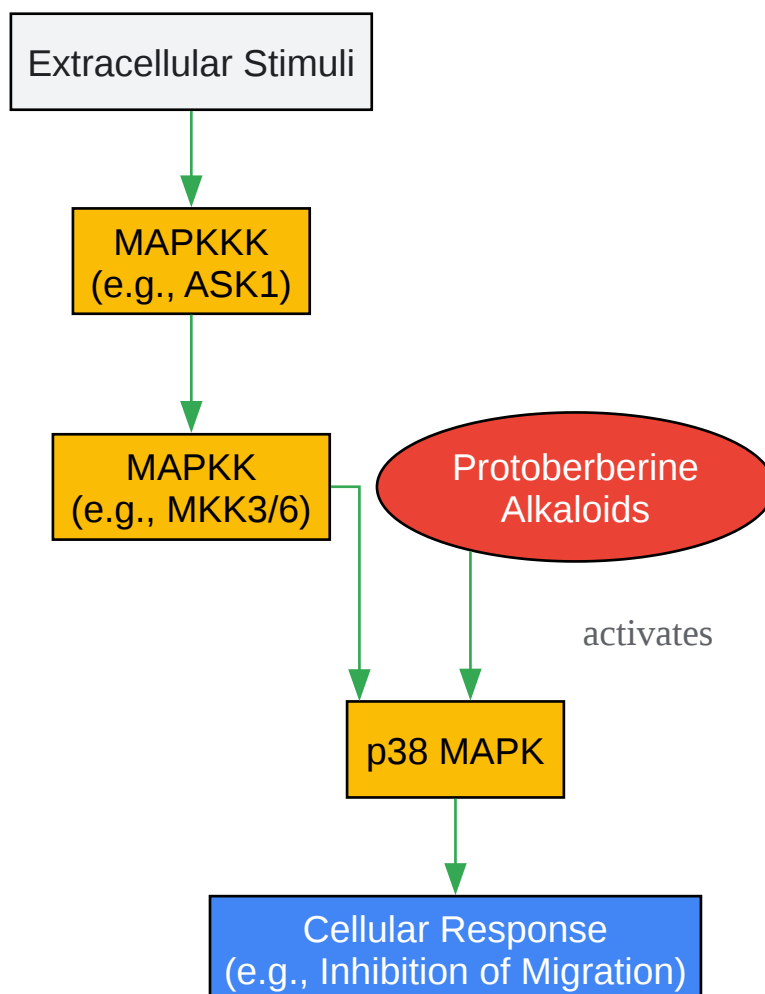 Extracellular Stimuli
MAPKKK
(e.g., ASK1)
MAPKK
(e.g., MKK3/6)
Protoberberine
Alkaloids
activates
p38 MAPK
Cellular Response
(e.g., Inhibition of Migration)